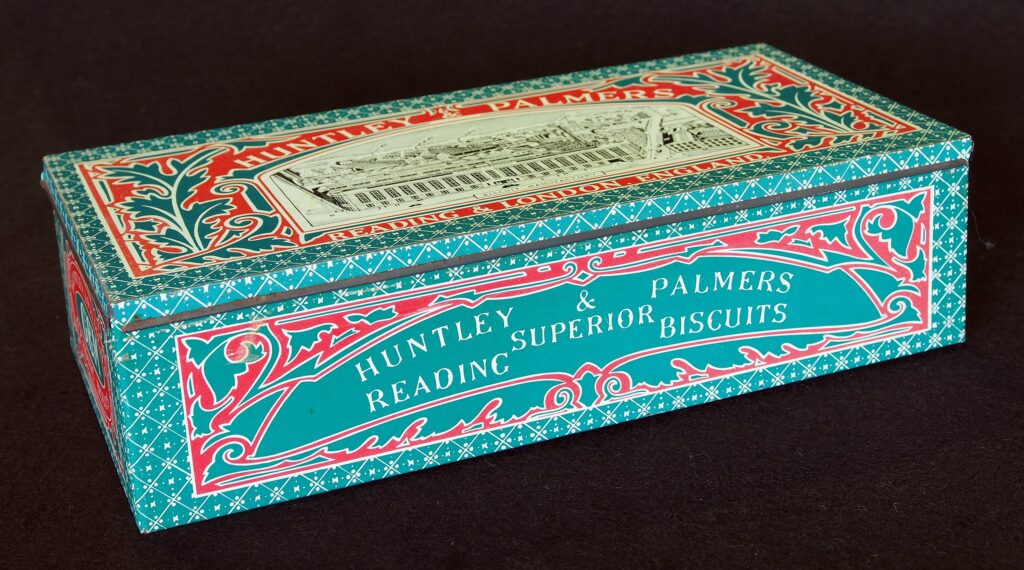 HUNTLEY & PALMERS
READING & LONDON ENGLAND
HUNTLEY & PALMERS
READING SUPERIOR BISCUITS